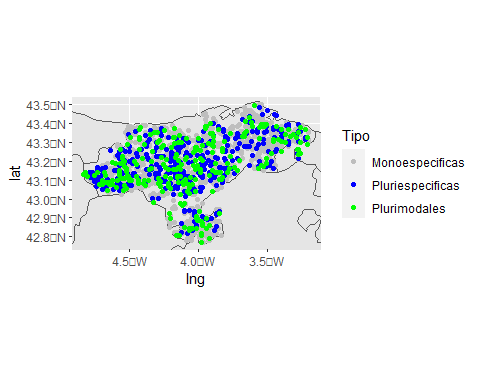 43.5□N
43.4□N
43.3□N
43.2□N
43.1□N
43.0□N
42.9□N
42.8□N
lat
4.5□W
4.0□W
3.5□W
lng
Tipo
Monoespecificas
Pluriespecificas
Plurimodales